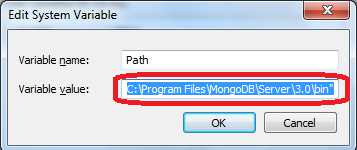 Edit System Variable
Variable name: Path
Variable value: C:\Program Files\MongoDB\Server\3.0\bin"
OK Cancel